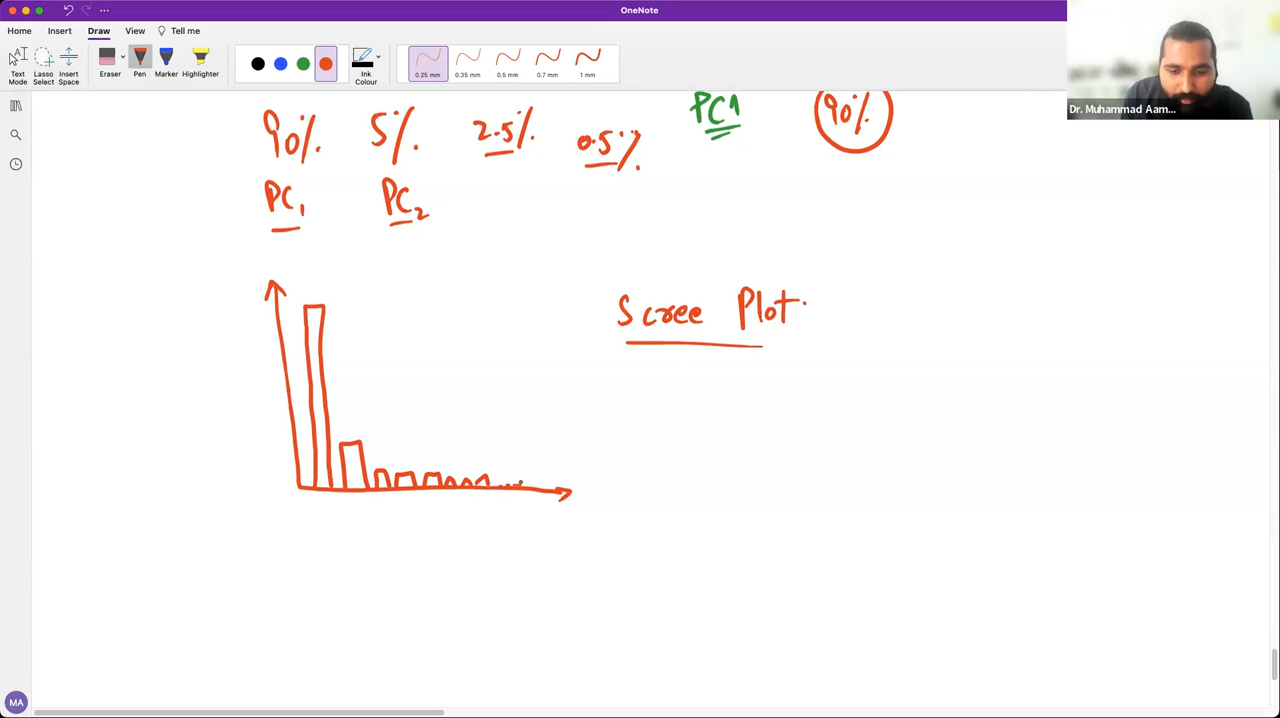 OneNote
Home Insert Draw View Tell me
Text Mode
Lasso Select
Insert Space
Eraser
Pen
Marker
Highlighter
Ink Colour
0.25 mm
0.35 mm
0.5 mm
0.7 mm
1 mm
Dr. Muhammad Aam...
90% 5% 2.5% 0.5% PC1 90%
PC1 PC2
Scree Plot.
MA